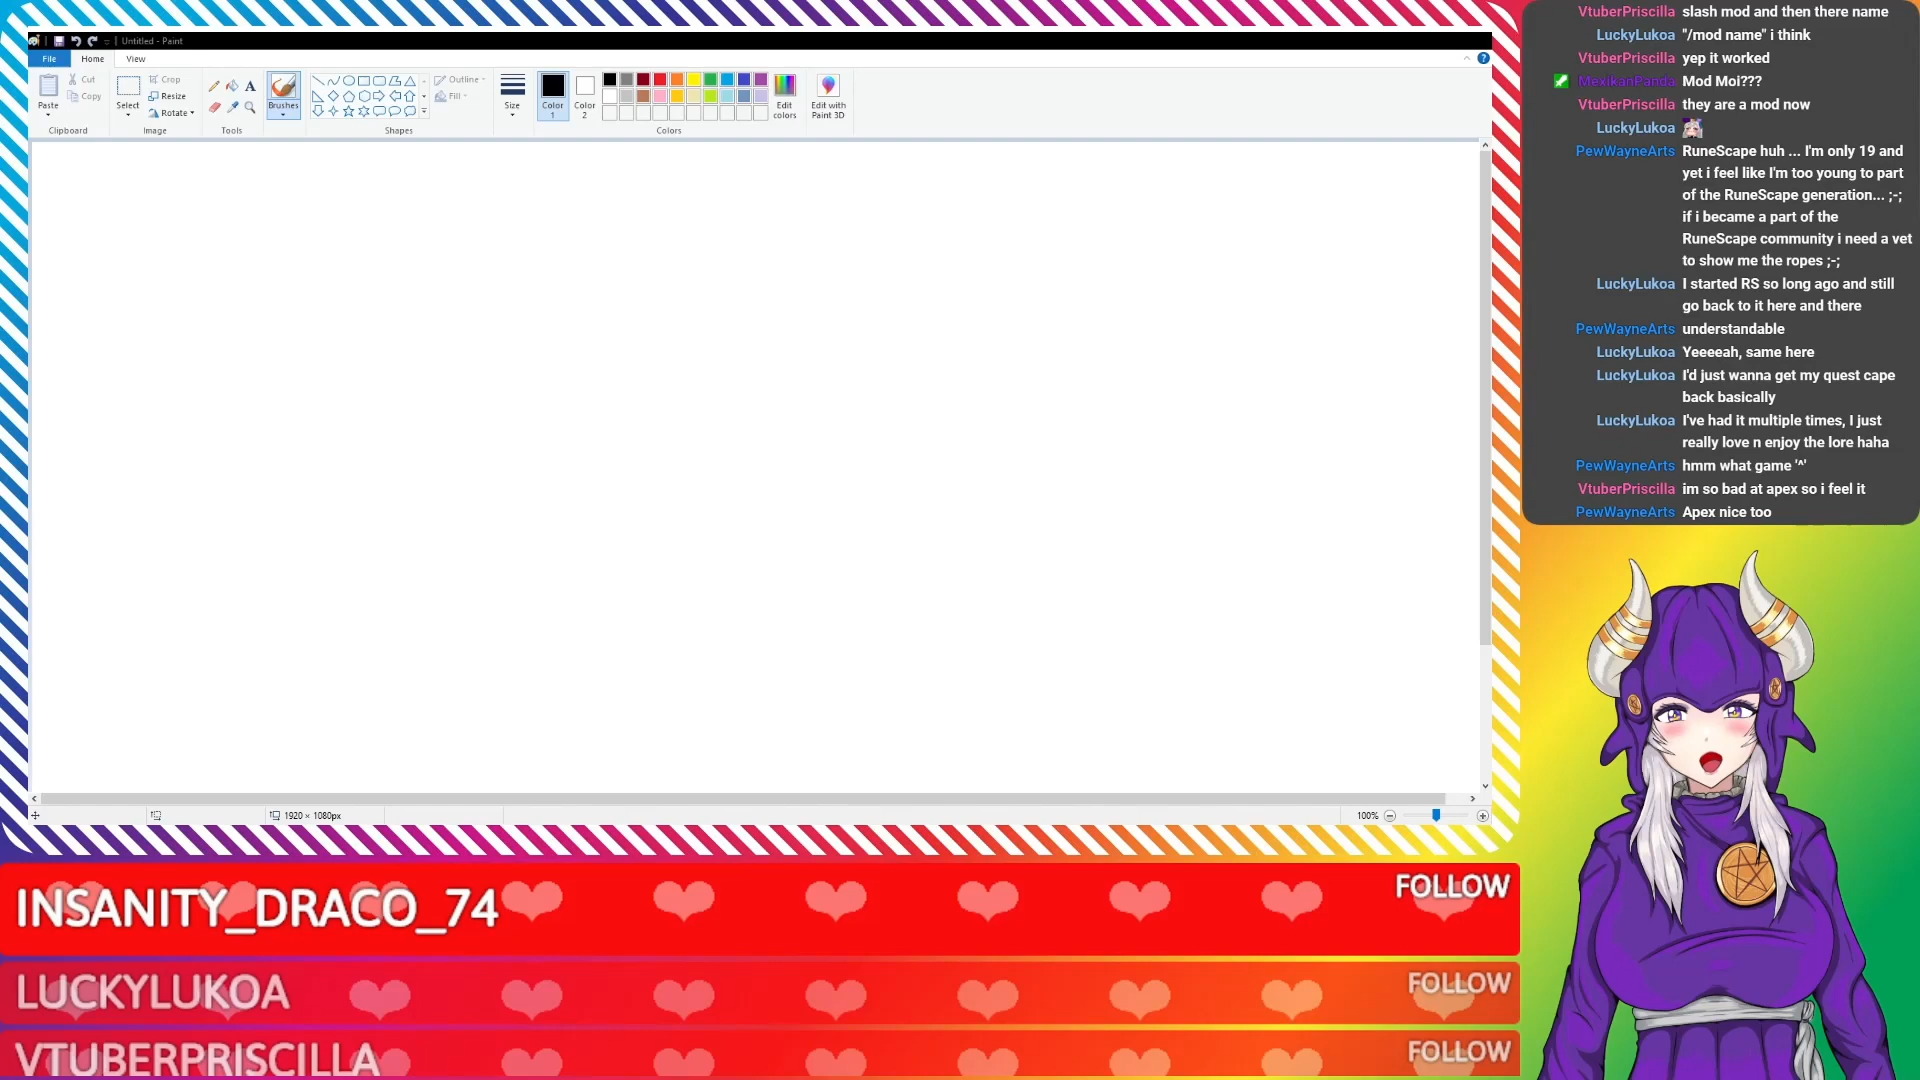 Untitled - Paint
File
Home
View
Paste
Cut
Copy
Clipboard
Select
Crop
Resize
Rotate
Image
A
Tools
Brushes
Outline
Fill
Shapes
Size
Color
1
Color
2
Edit
colors
Colors
Edit with
Paint 3D
1920 × 1080px
100%
VtuberPriscilla slash mod and then there name
LuckyLukoa "/mod name" i think
VtuberPriscilla yep it worked
MexikanPanda Mod Moi???
VtuberPriscilla they are a mod now
LuckyLukoa
PewWayneArts RuneScape huh ... I'm only 19 and
yet i feel like I'm too young to part
of the RuneScape generation... ;-;
if i became a part of the
RuneScape community i need a vet
to show me the ropes ;-;
LuckyLukoa I started RS so long ago and still
go back to it here and there
PewWayneArts understandable
LuckyLukoa Yeeeeah, same here
LuckyLukoa I'd just wanna get my quest cape
back basically
LuckyLukoa I've had it multiple times, I just
really love n enjoy the lore haha
PewWayneArts hmm what game '^'
VtuberPriscilla im so bad at apex so i feel it
PewWayneArts Apex nice too
INSANITY_DRACO_74 FOLLOW
LUCKYLUKOA FOLLOW
VTUBERPRISCILLA FOLLOW